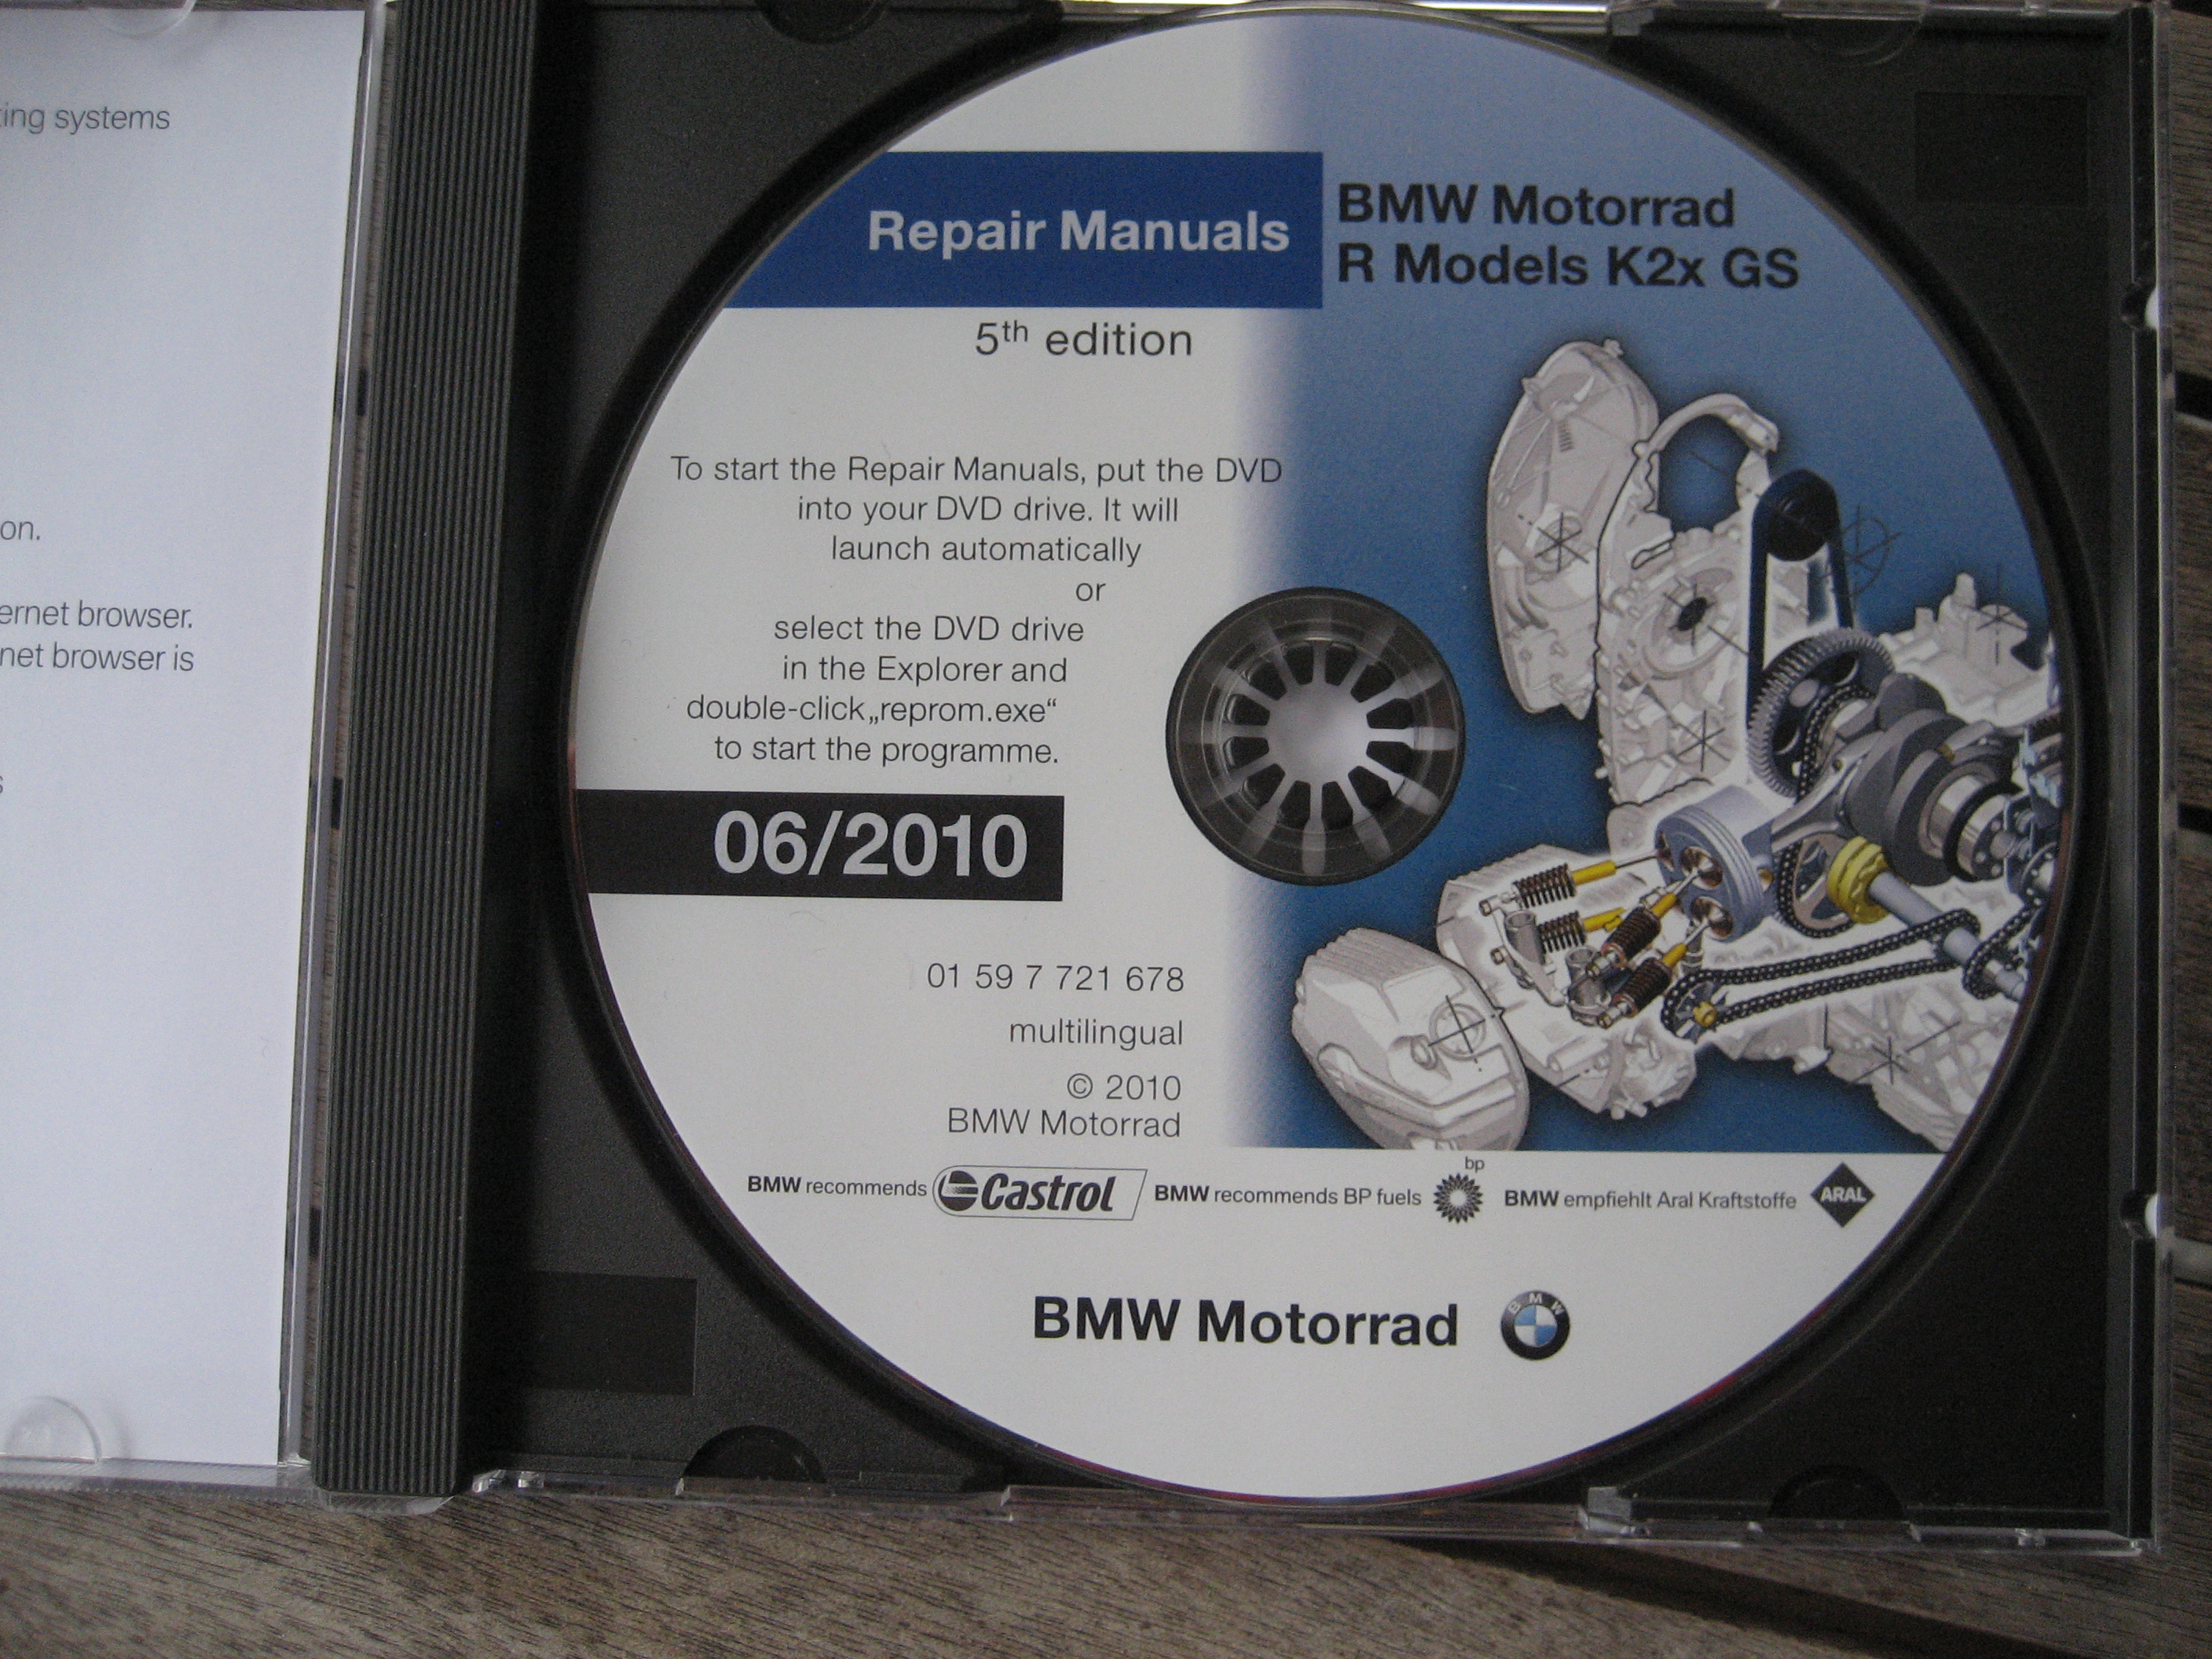 ing systems
on.
ernet browser.
net browser is
s
Repair Manuals
BMW Motorrad
R Models K2x GS
5th edition
To start the Repair Manuals, put the DVD
into your DVD drive. It will
launch automatically
or
select the DVD drive
in the Explorer and
double-click „reprom.exe“
to start the programme.
06/2010
01 59 7 721 678
multilingual
© 2010
BMW Motorrad
BMW recommends Castrol BMW recommends BP fuels bp BMW empfiehlt Aral Kraftstoffe ARAL
BMW Motorrad BMW